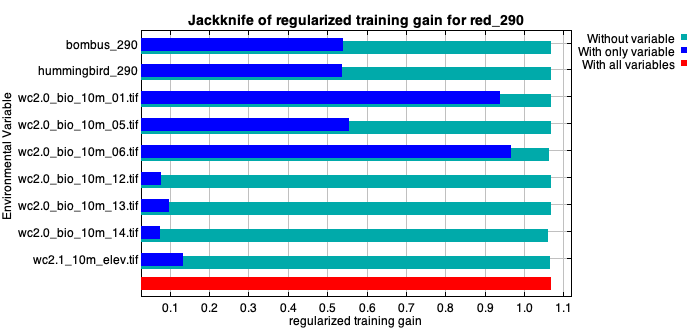 Jackknife of regularized training gain for red_290
Without variable
With only variable
With all variables
Environmental Variable
bombus_290
hummingbird_290
wc2.0_bio_10m_01.tif
wc2.0_bio_10m_05.tif
wc2.0_bio_10m_06.tif
wc2.0_bio_10m_12.tif
wc2.0_bio_10m_13.tif
wc2.0_bio_10m_14.tif
wc2.1_10m_elev.tif
0.1 0.2 0.3 0.4 0.5 0.6 0.7 0.8 0.9 1.0 1.1
regularized training gain